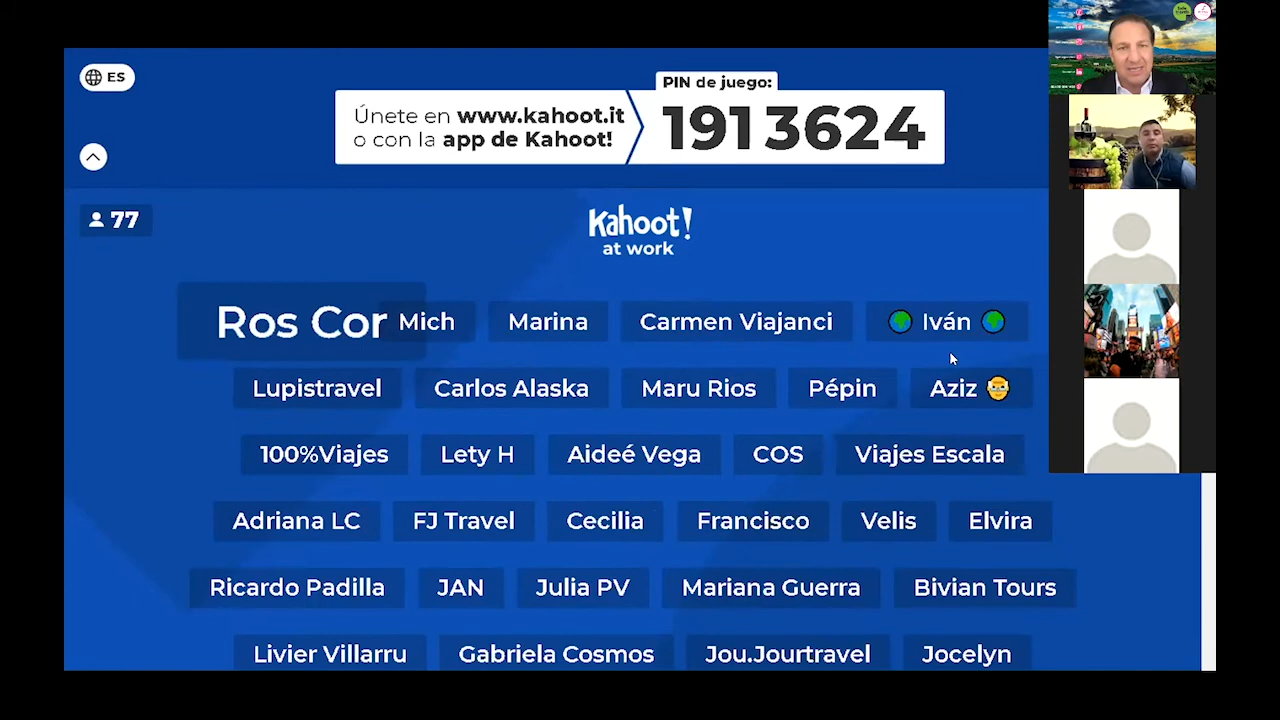 ES
PIN de juego:
Únete en www.kahoot.it
o con la app de Kahoot!
191 3624
77
Kahoot!
at work
Ros Cor Mich Marina Carmen Viajanci Iván
Lupistravel Carlos Alaska Maru Rios Pépin Aziz
100%Viajes Lety H Aideé Vega COS Viajes Escala
Adriana LC FJ Travel Cecilia Francisco Velis Elvira
Ricardo Padilla JAN Julia PV Mariana Guerra Bivian Tours
Livier Villarru Gabriela Cosmos Jou.Jourtravel Jocelyn